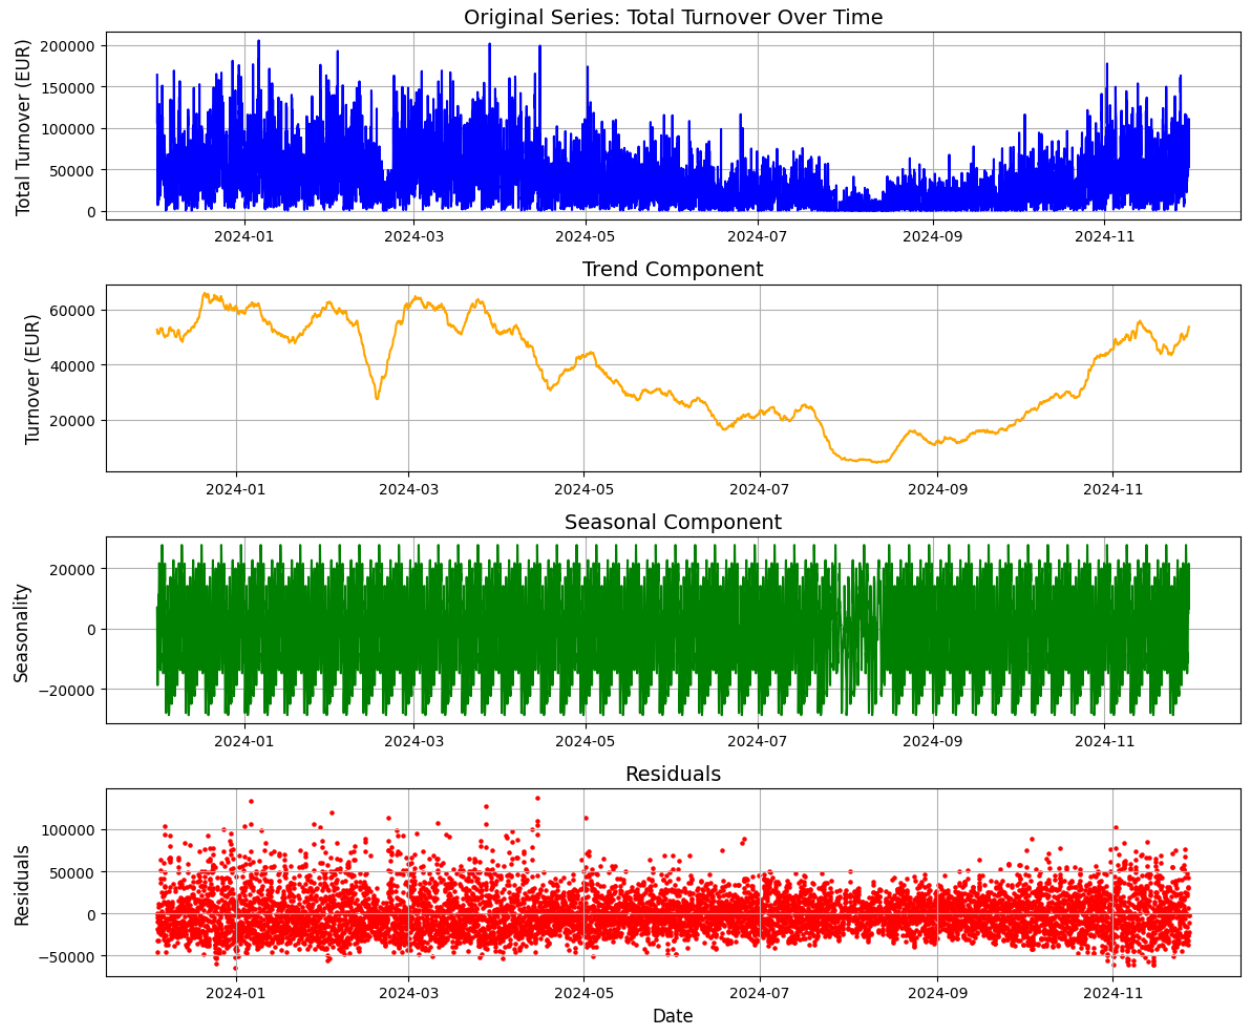 Original Series: Total Turnover Over Time
Total Turnover (EUR)
200000
150000
100000
50000
0
2024-01 2024-03 2024-05 2024-07 2024-09 2024-11
Trend Component
Turnover (EUR)
60000
40000
20000
2024-01 2024-03 2024-05 2024-07 2024-09 2024-11
Seasonal Component
Seasonality
20000
0
−20000
2024-01 2024-03 2024-05 2024-07 2024-09 2024-11
Residuals
Residuals
100000
50000
0
−50000
2024-01 2024-03 2024-05 2024-07 2024-09 2024-11
Date